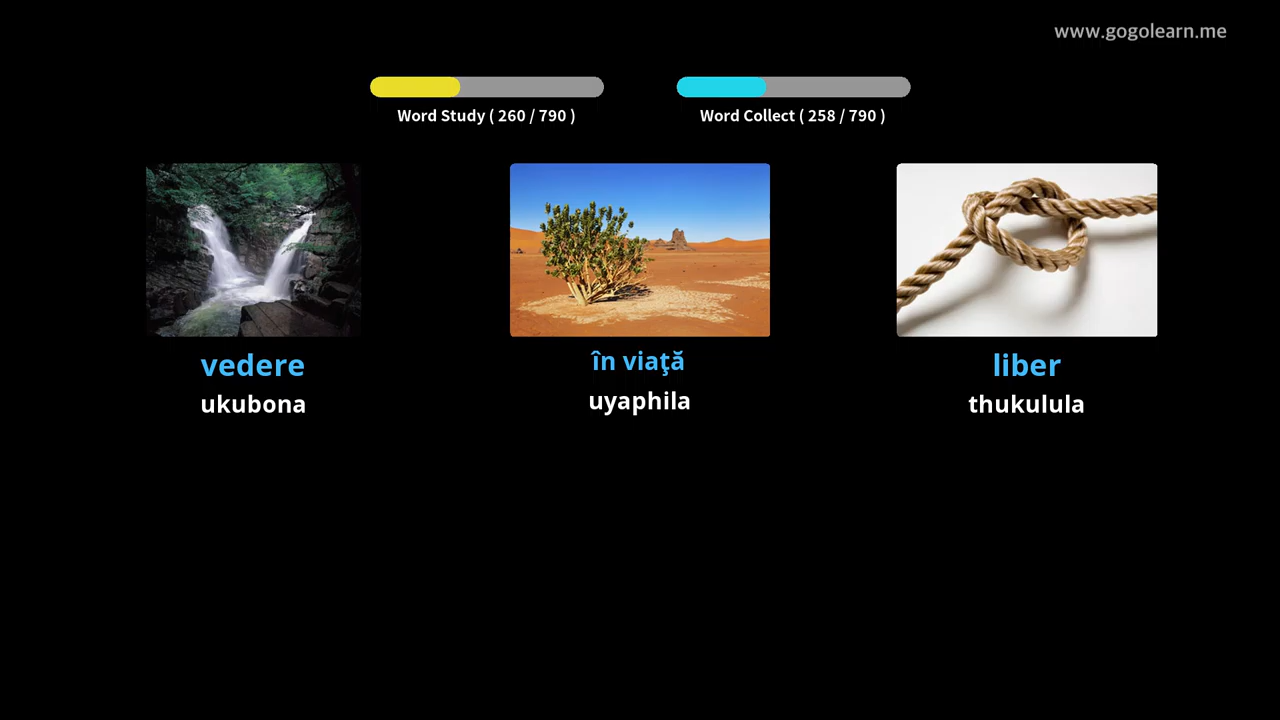 www.gogolearn.me
Word Study ( 260 / 790 )
Word Collect ( 258 / 790 )
vedere
ukubona
în viaţă
uyaphila
liber
thukulula